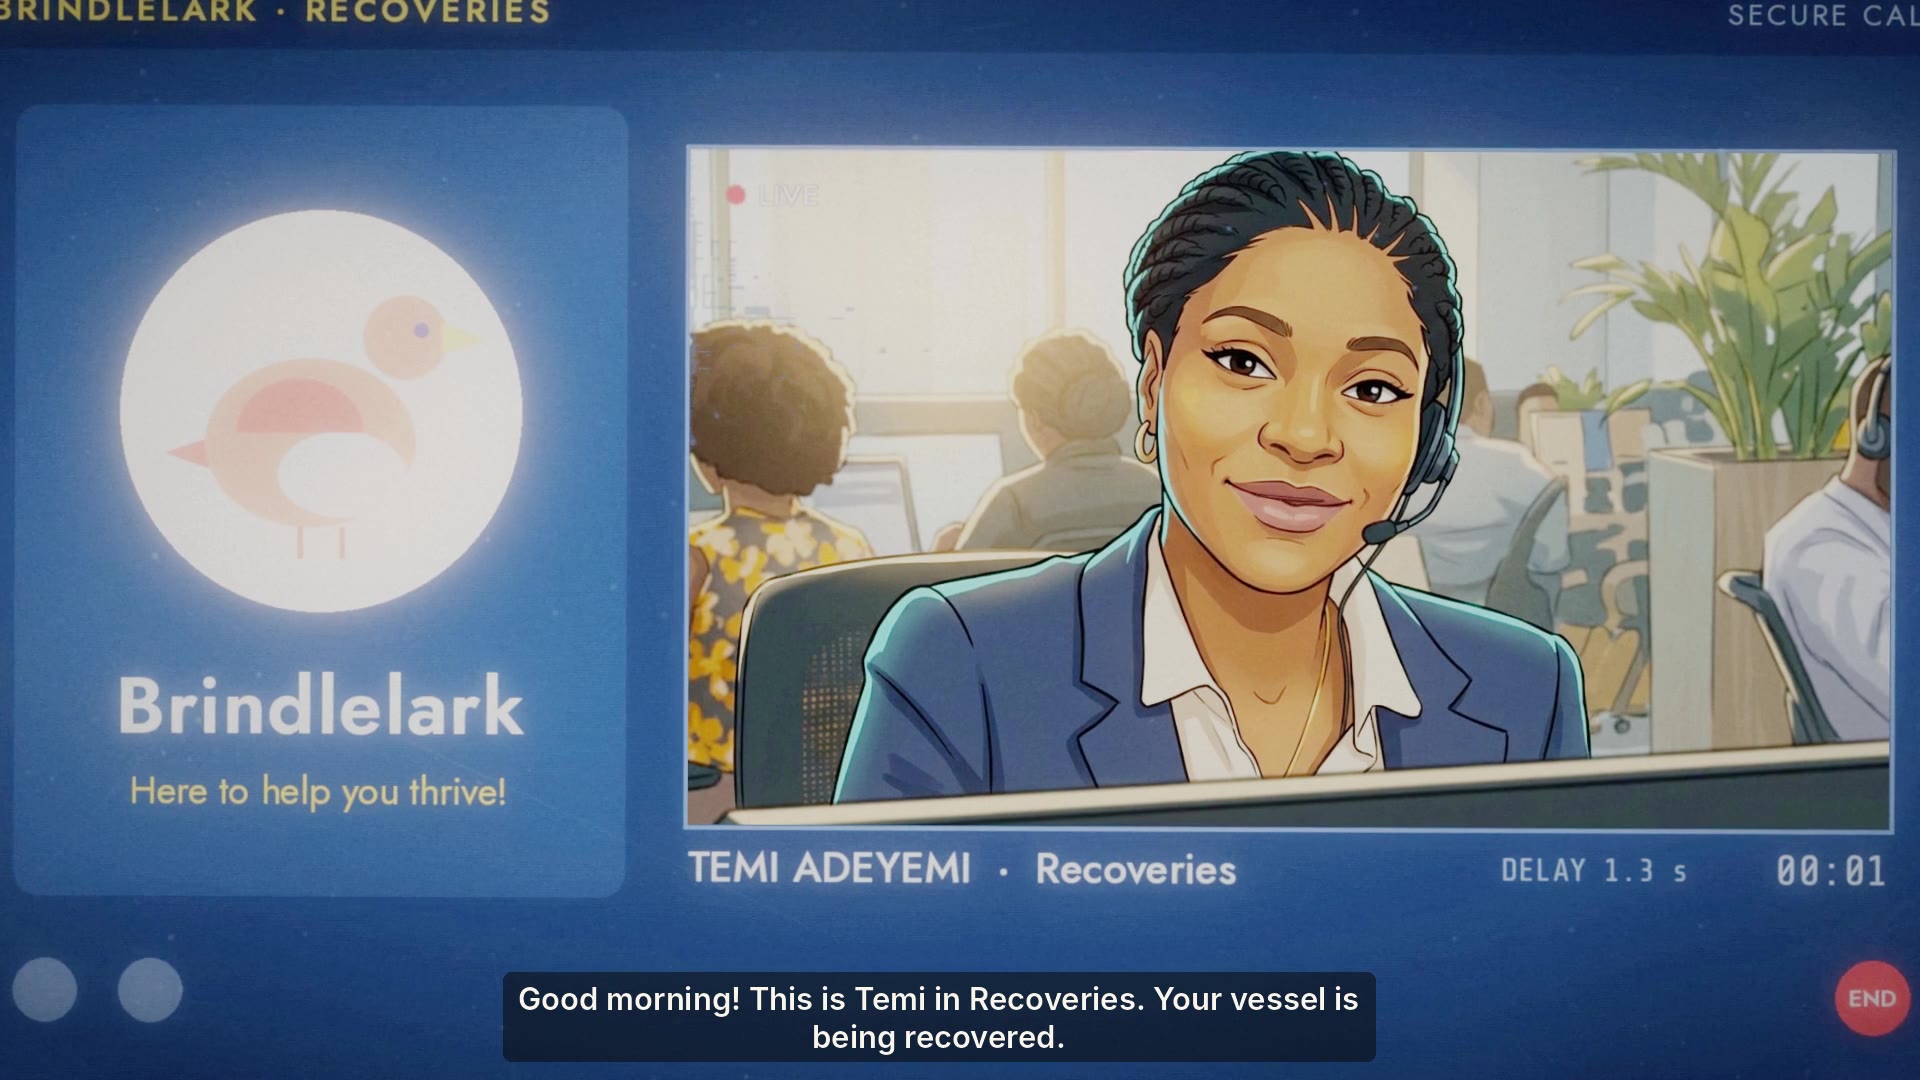 BRINDLELARK · RECOVERIES
SECURE CAL
LIVE
Brindlelark
Here to help you thrive!
TEMI ADEYEMI · Recoveries
DELAY 1.3 s
00:01
END
Good morning! This is Temi in Recoveries. Your vessel is
being recovered.